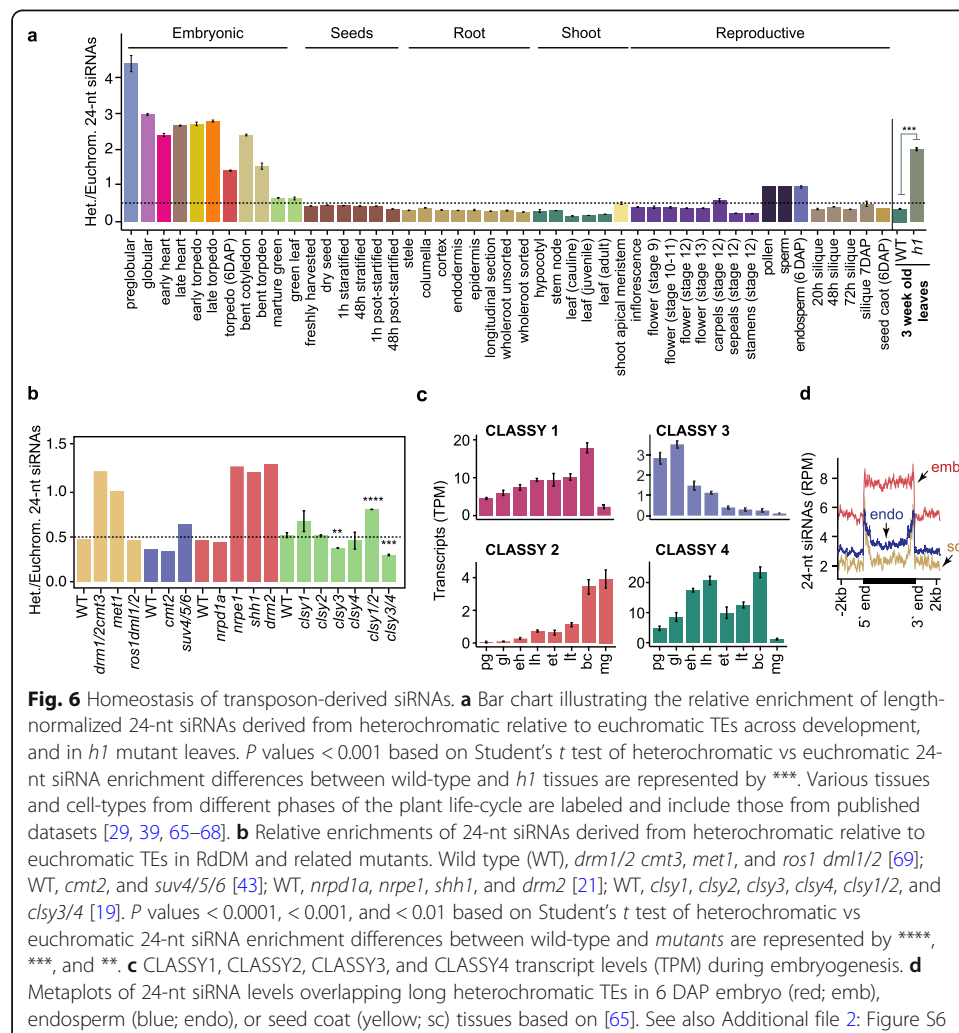 a
Embryonic Seeds Root Shoot Reproductive
Het./Euchrom. 24-nt siRNAs
4
3
2
1
0
***
preglobular
globular
early heart
late heart
early torpedo
late torpedo
torpedo (6DAP)
bent cotyledon
bent torpdeo
marture green
green leaf
freshly harvested
dry seed
1h staratified
48h strartified
1h psot-startified
48h psot-stratified
stele
columella
cortex
endodermis
epidermis
longitudinal section
wholeroot unsorted
wholeroot sorted
hypocotyl
stem node
leaf (cauline)
leaf (juvenile)
leaf (adult)
shoot apical meristem
inforescence
flower (stage 9)
flower (stage 10-11)
flower (stage 12)
flower (stage 13)
carpels (stage 12)
sepeals (stage 12)
stamens (stage 12)
pollen
sperm
endosperm (6 DAP)
20h silique
48h silique
72h silique
silique 7DAP
seed caot (6DAP)
WT
h1
3 week old
leaves
b
Het./Euchrom. 24-nt siRNAs
1.5
1.0
0.5
0.0
**
****
***
WT
drm1/2cmt3
met1
ros1dml1/2
WT
cmt2
suv4/5/6
WT
nrpd1a
nrpe1
shh1
drm2
WT
clsy1
clsy2
clsy3
clsy4
clsy1/2
clsy3/4
c
Transcripts (TPM)
CLASSY 1
20
10
0
CLASSY 3
3
2
1
0
CLASSY 2
4
2
0
CLASSY 4
20
10
0
pg gl eh lh et lt bc mg
pg gl eh lh et lt bc mg
d
24-nt siRNAs (RPM)
8
6
4
2
emb
endo
sc
-2kb
5' end
3' end
2kb
Fig. 6 Homeostasis of transposon-derived siRNAs. a Bar chart illustrating the relative enrichment of length-
normalized 24-nt siRNAs derived from heterochromatic relative to euchromatic TEs across development,
and in h1 mutant leaves. P values < 0.001 based on Student's t test of heterochromatic vs euchromatic 24-
nt siRNA enrichment differences between wild-type and h1 tissues are represented by ***. Various tissues
and cell-types from different phases of the plant life-cycle are labeled and include those from published
datasets [29, 39, 65–68]. b Relative enrichments of 24-nt siRNAs derived from heterochromatic relative to
euchromatic TEs in RdDM and related mutants. Wild type (WT), drm1/2 cmt3, met1, and ros1 dml1/2 [69];
WT, cmt2, and suv4/5/6 [43]; WT, nrpd1a, nrpe1, shh1, and drm2 [21]; WT, clsy1, clsy2, clsy3, clsy4, clsy1/2, and
clsy3/4 [19]. P values < 0.0001, < 0.001, and < 0.01 based on Student's t test of heterochromatic vs
euchromatic 24-nt siRNA enrichment differences between wild-type and mutants are represented by ****,
***, and **. c CLASSY1, CLASSY2, CLASSY3, and CLASSY4 transcript levels (TPM) during embryogenesis. d
Metaplots of 24-nt siRNA levels overlapping long heterochromatic TEs in 6 DAP embryo (red; emb),
endosperm (blue; endo), or seed coat (yellow; sc) tissues based on [65]. See also Additional file 2: Figure S6